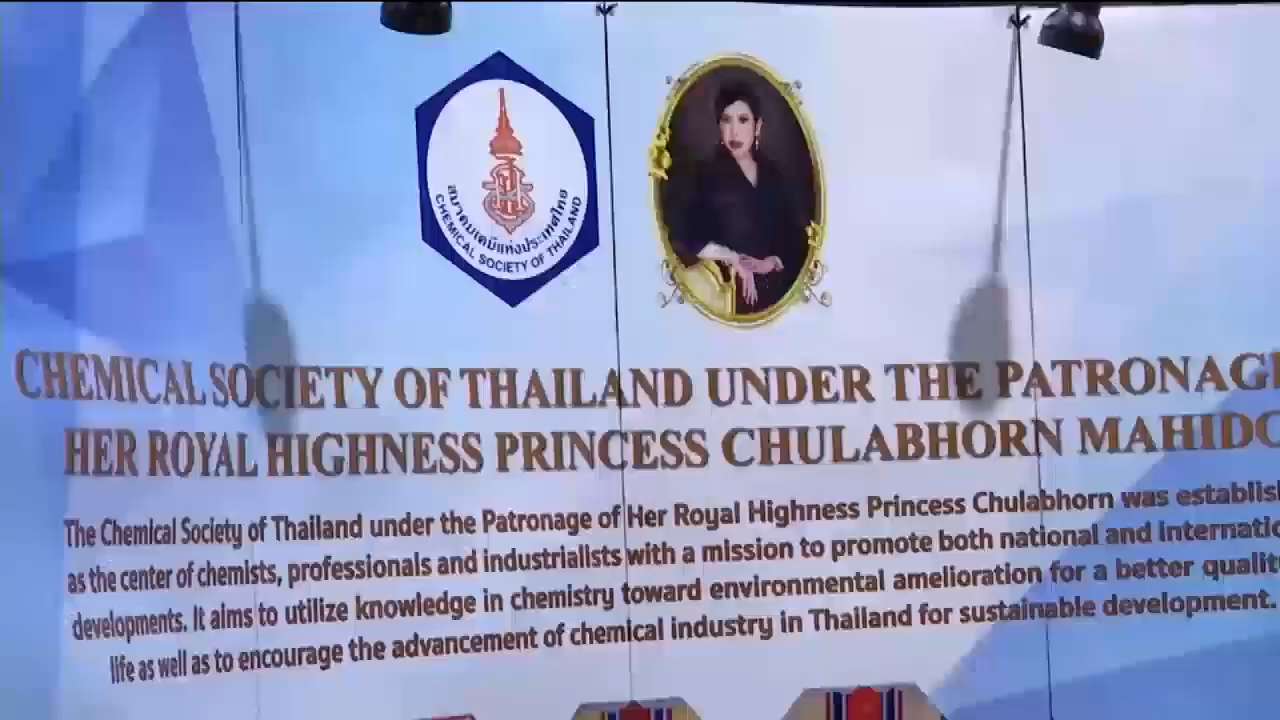 สมาคมเคมีแห่งประเทศไทย
CHEMICAL SOCIETY OF THAILAND
CHEMICAL SOCIETY OF THAILAND UNDER THE PATRONAGE
HER ROYAL HIGHNESS PRINCESS CHULABHORN MAHIDO
The Chemical Society of Thailand under the Patronage of Her Royal Highness Princess Chulabhorn was establis
as the center of chemists, professionals and industrialists with a mission to promote both national and internatio
developments. It aims to utilize knowledge in chemistry toward environmental amelioration for a better qualit
life as well as to encourage the advancement of chemical industry in Thailand for sustainable development.